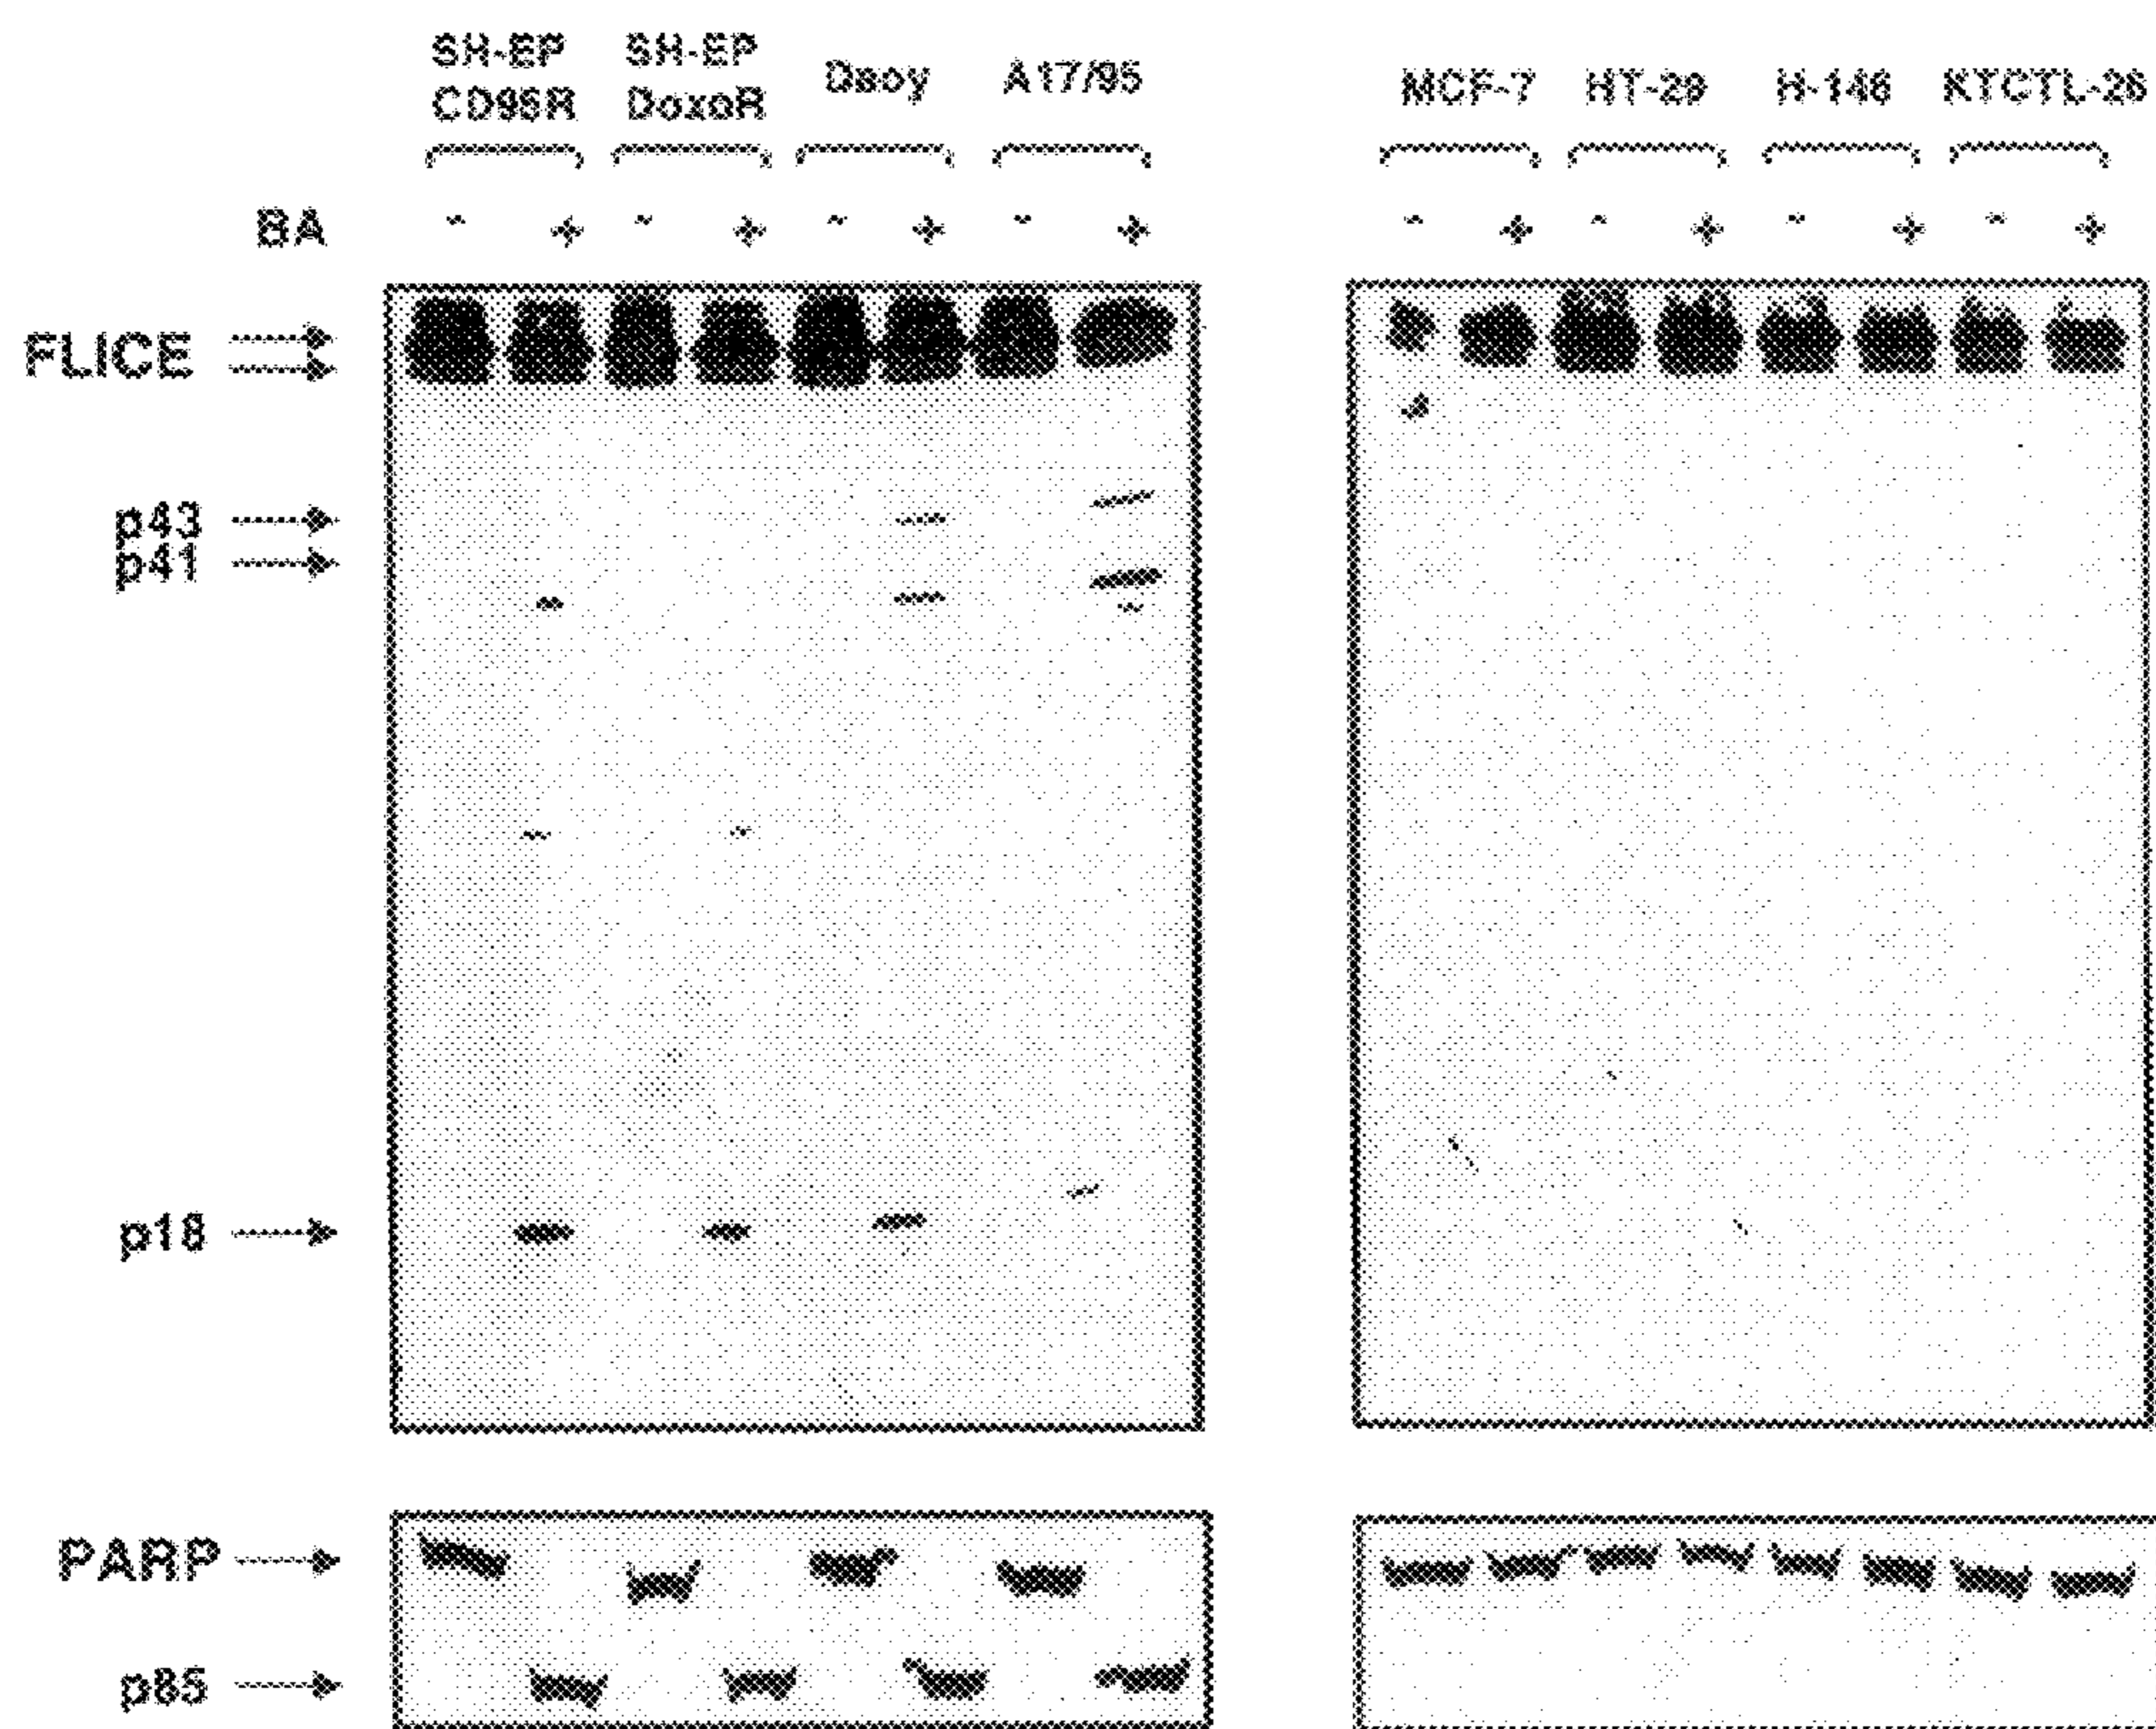 SH-EP CD95R SH-EP DoxoR Daoy A17/95 MCF-7 HT-29 H-146 KTCTL-26
BA - + - + - + - + - + - + - + - +
FLICE
p43
p41
p18
PARP
p85